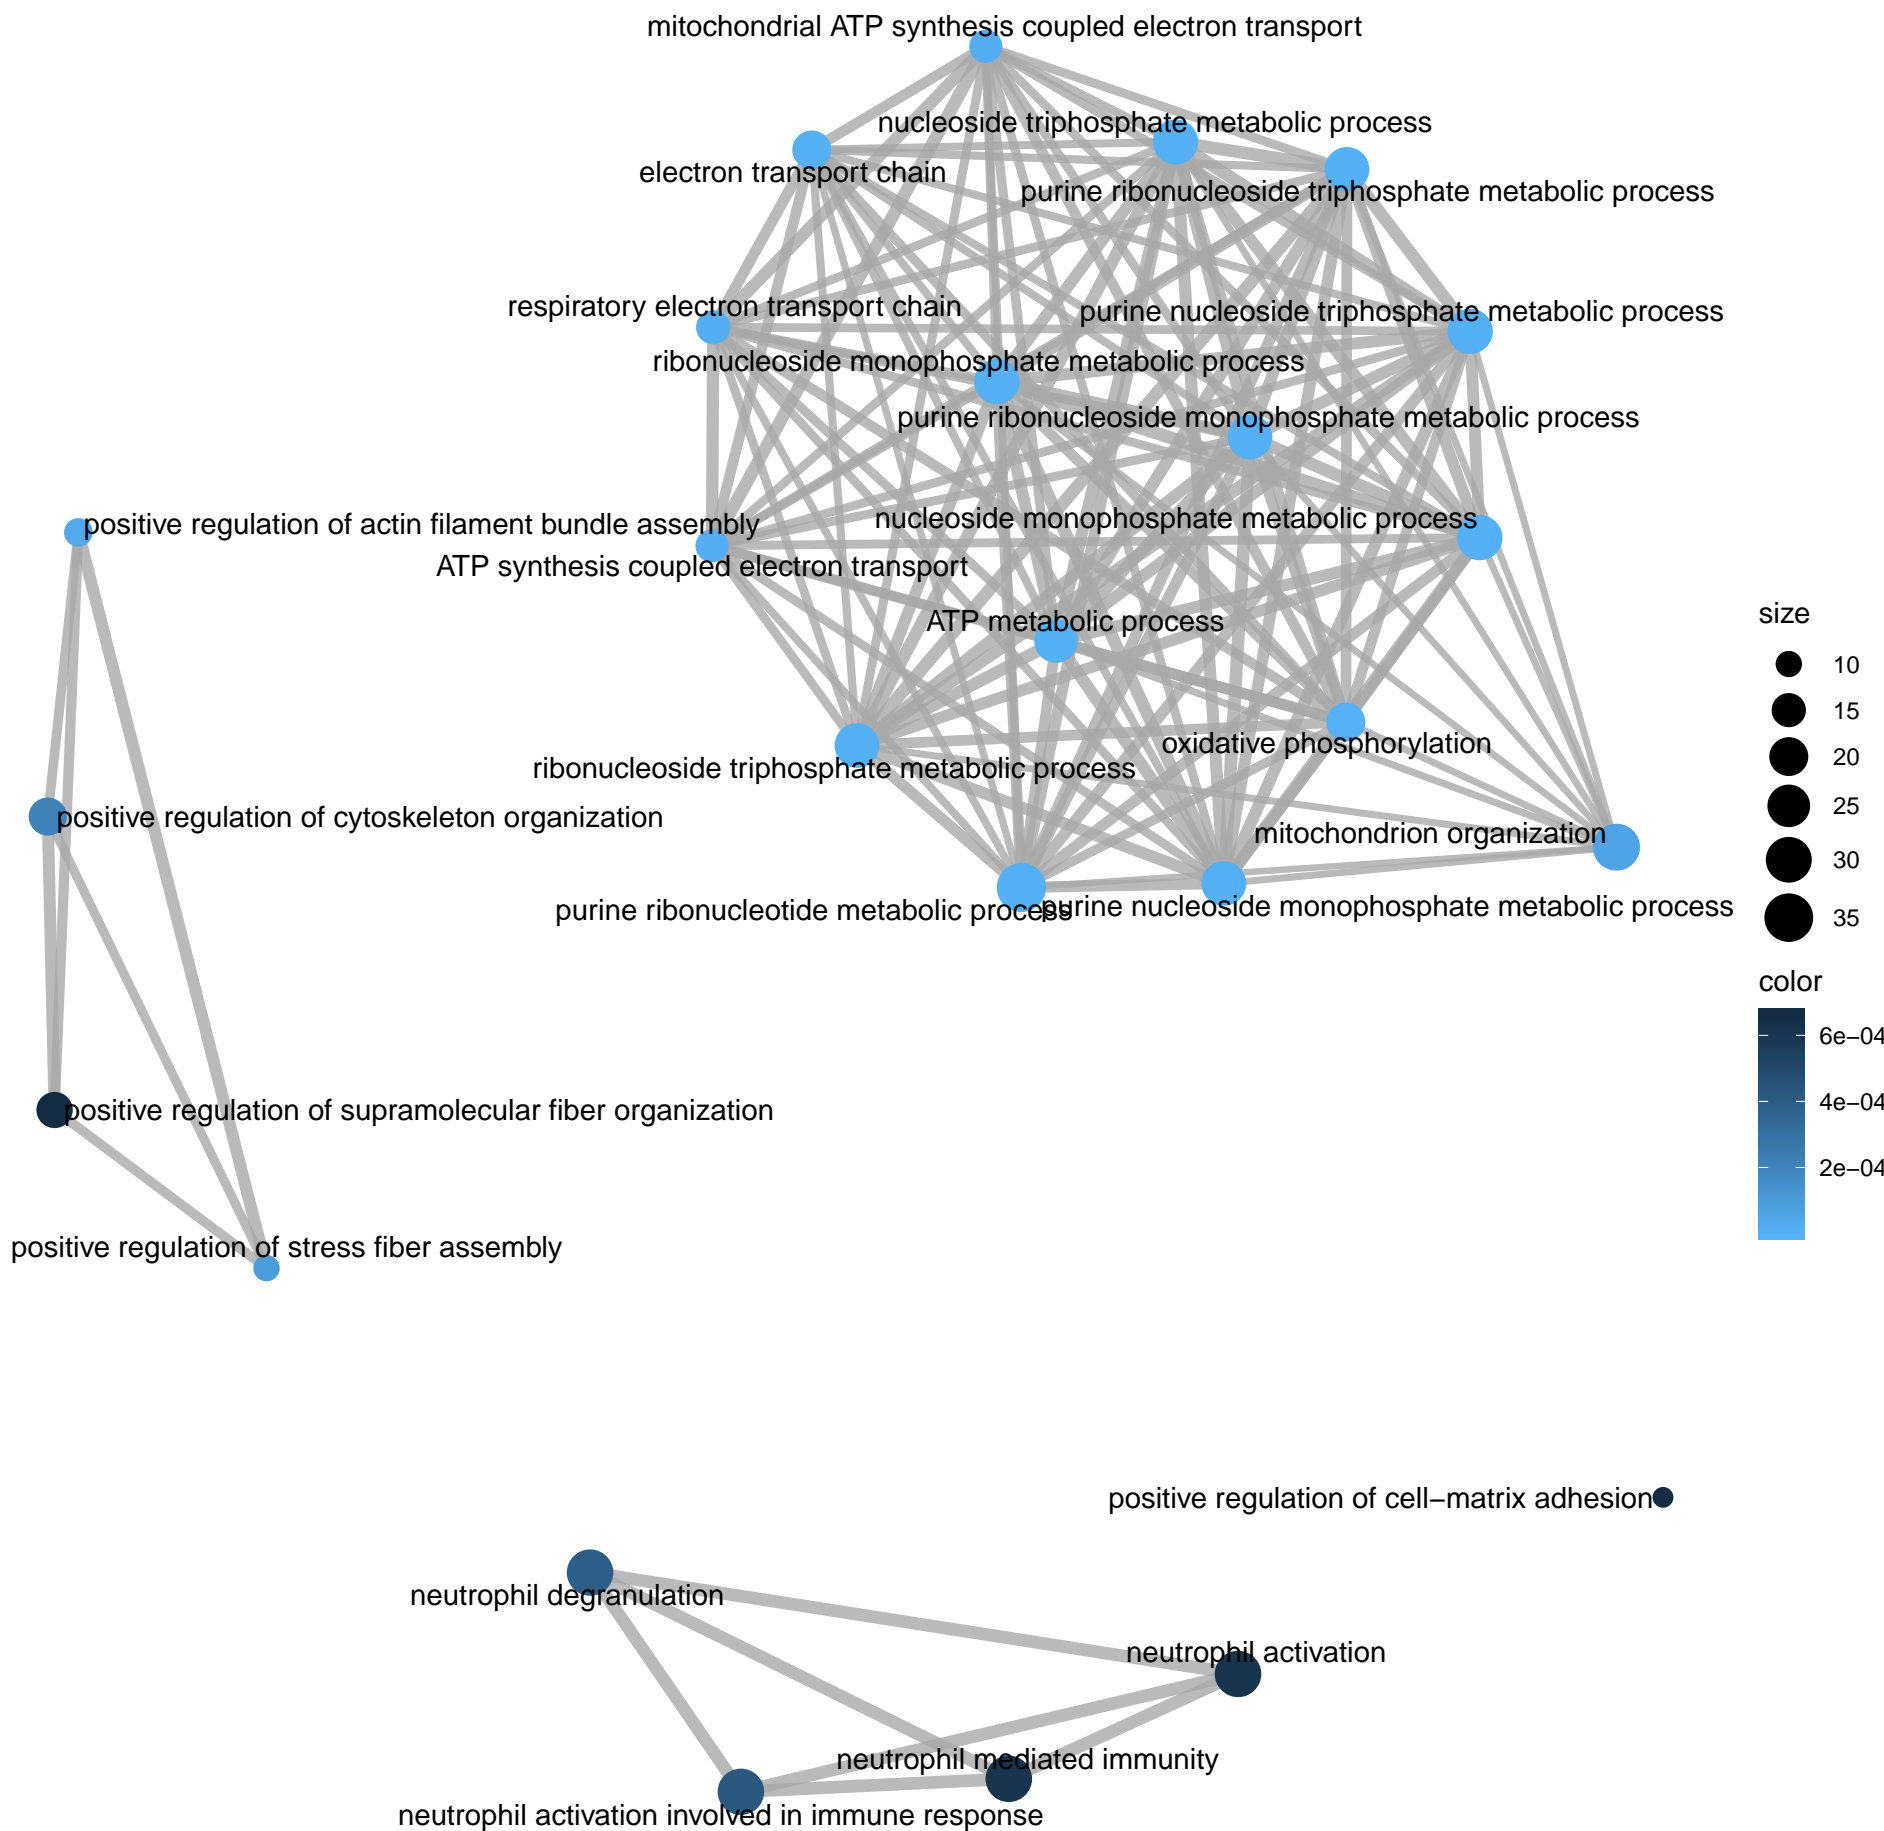 mitochondrial ATP synthesis coupled electron transport
nucleoside triphosphate metabolic process
electron transport chain
purine ribonucleoside triphosphate metabolic process
respiratory electron transport chain
purine nucleoside triphosphate metabolic process
ribonucleoside monophosphate metabolic process
purine ribonucleoside monophosphate metabolic process
positive regulation of actin filament bundle assembly
nucleoside monophosphate metabolic process
ATP synthesis coupled electron transport
ATP metabolic process
oxidative phosphorylation
ribonucleoside triphosphate metabolic process
positive regulation of cytoskeleton organization
mitochondrion organization
purine ribonucleotide metabolic process
purine nucleoside monophosphate metabolic process
positive regulation of supramolecular fiber organization
positive regulation of stress fiber assembly
positive regulation of cell−matrix adhesion
neutrophil degranulation
neutrophil activation
neutrophil mediated immunity
neutrophil activation involved in immune response
size
10
15
20
25
30
35
color
6e−04
4e−04
2e−04